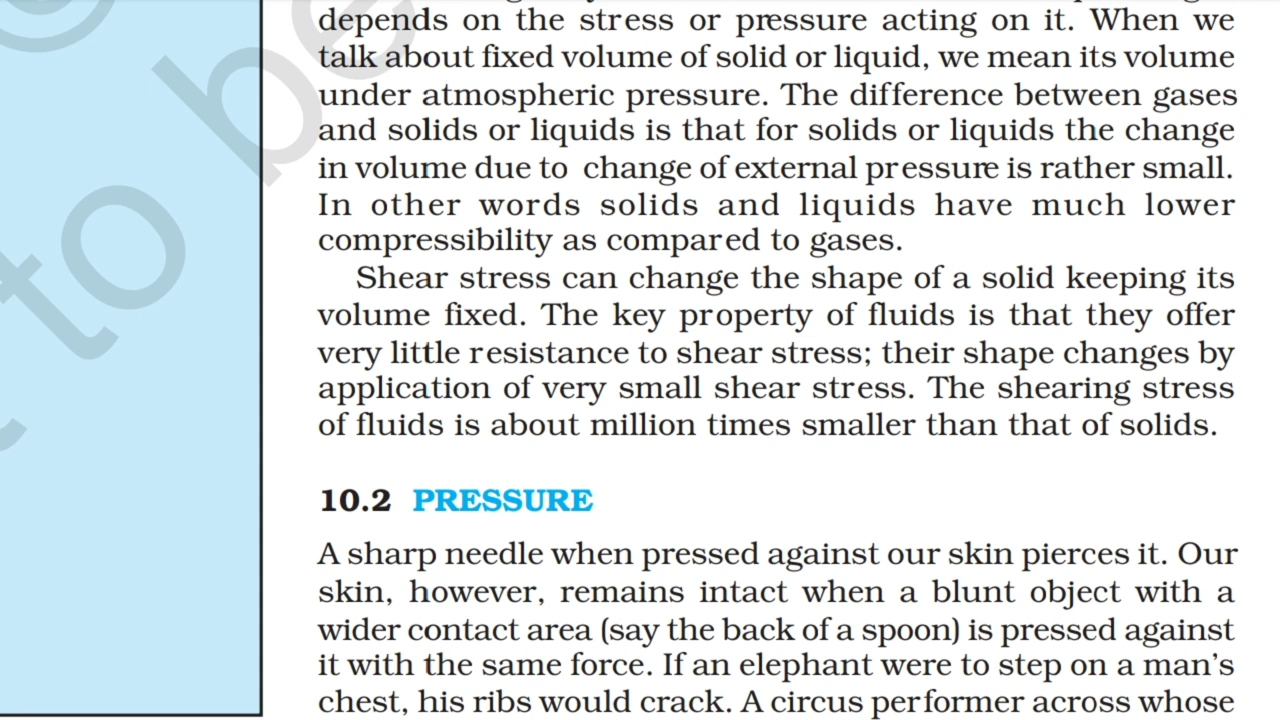 depends on the stress or pressure acting on it. When we
talk about fixed volume of solid or liquid, we mean its volume
under atmospheric pressure. The difference between gases
and solids or liquids is that for solids or liquids the change
in volume due to change of external pressure is rather small.
In other words solids and liquids have much lower
compressibility as compared to gases.
Shear stress can change the shape of a solid keeping its
volume fixed. The key property of fluids is that they offer
very little resistance to shear stress; their shape changes by
application of very small shear stress. The shearing stress
of fluids is about million times smaller than that of solids.
10.2 PRESSURE
A sharp needle when pressed against our skin pierces it. Our
skin, however, remains intact when a blunt object with a
wider contact area (say the back of a spoon) is pressed against
it with the same force. If an elephant were to step on a man’s
chest, his ribs would crack. A circus performer across whose
to be